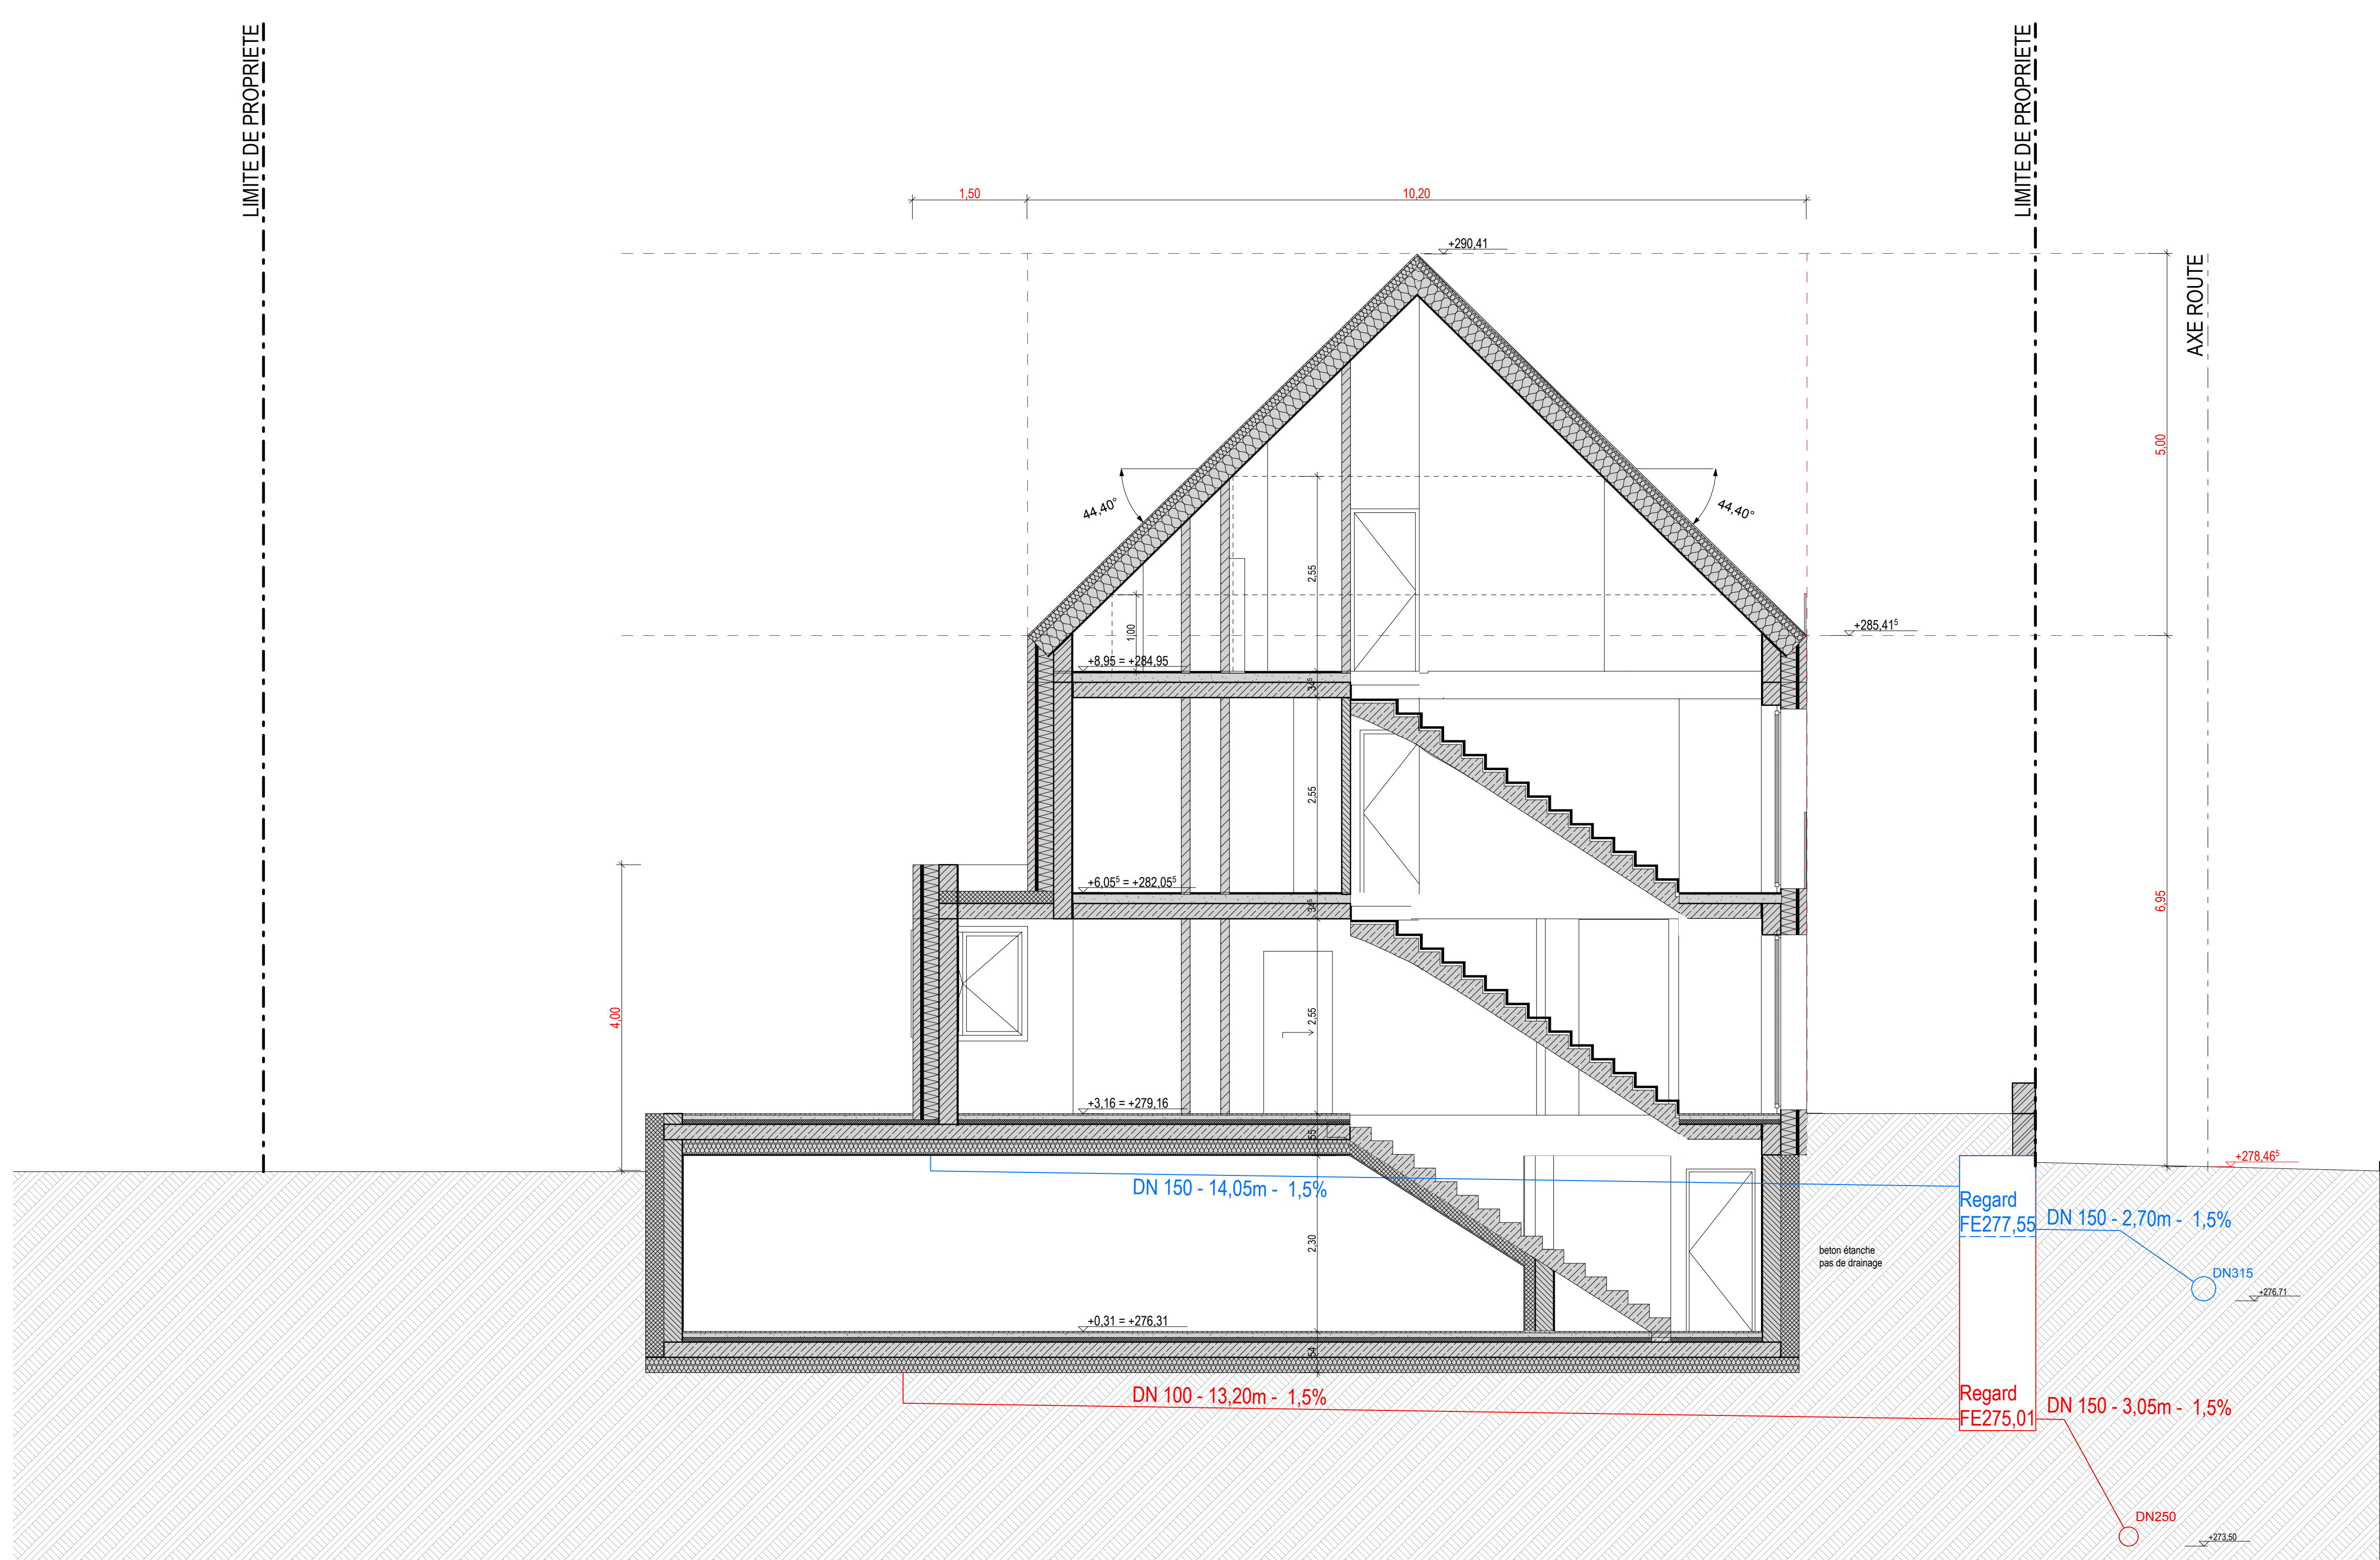 LIMITE DE PROPRIETE
LIMITE DE PROPRIETE
1,50
10,20
+290,41
AXE ROUTE
5,00
44,40°
44,40°
2,55
1,00
+285,41⁵
+8,95 = +284,95
34⁵
2,55
+6,05⁵ = +282,05⁵
34⁵
6,95
4,00
2,55
+3,16 = +279,16
55
+278,46⁵
DN 150 - 14,05m - 1,5%
Regard
FE277,55
DN 150 - 2,70m - 1,5%
2,30
beton étanche
pas de drainage
DN315
+276,71
+0,31 = +276,31
54
DN 100 - 13,20m - 1,5%
Regard
FE275,01
DN 150 - 3,05m - 1,5%
DN250
+273,50